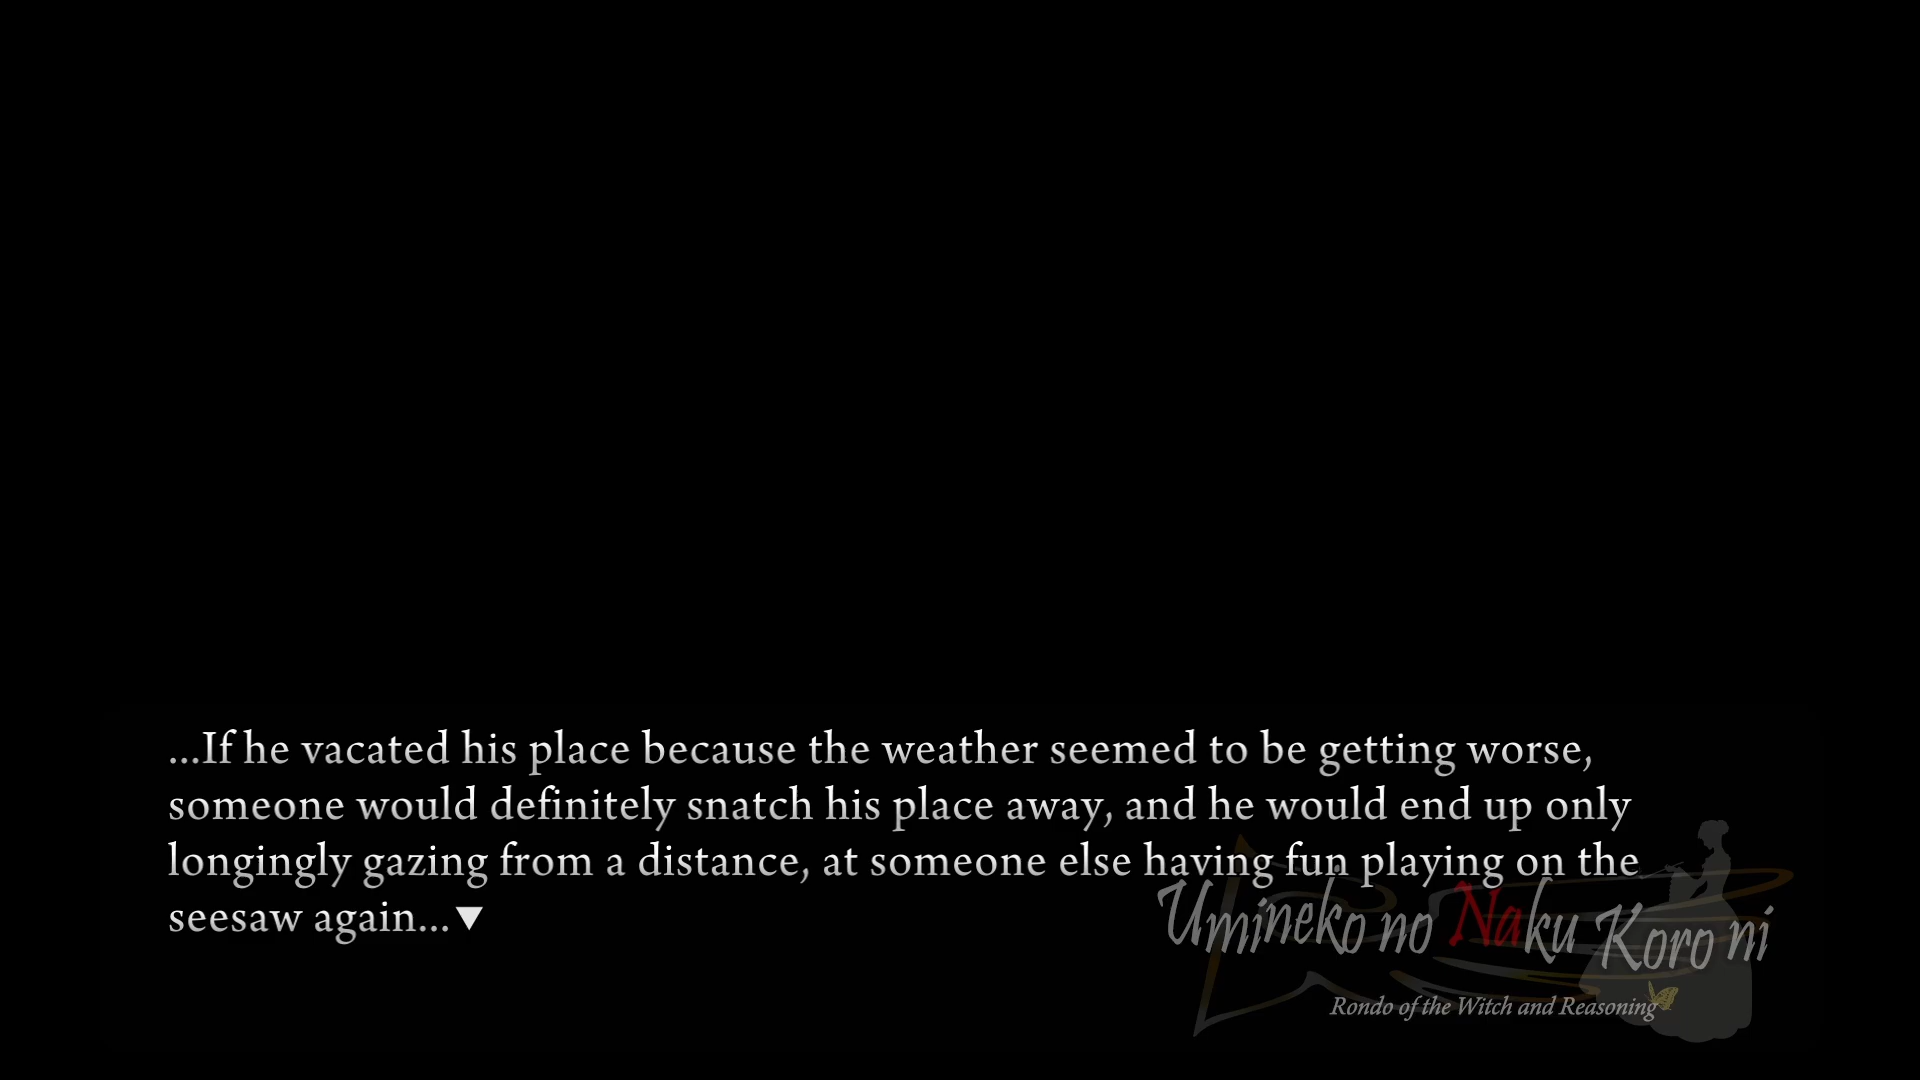 ...If he vacated his place because the weather seemed to be getting worse,
someone would definitely snatch his place away, and he would end up only
longingly gazing from a distance, at someone else having fun playing on the
seesaw again...▼
Umineko no Naku Koro ni
Rondo of the Witch and Reasoning